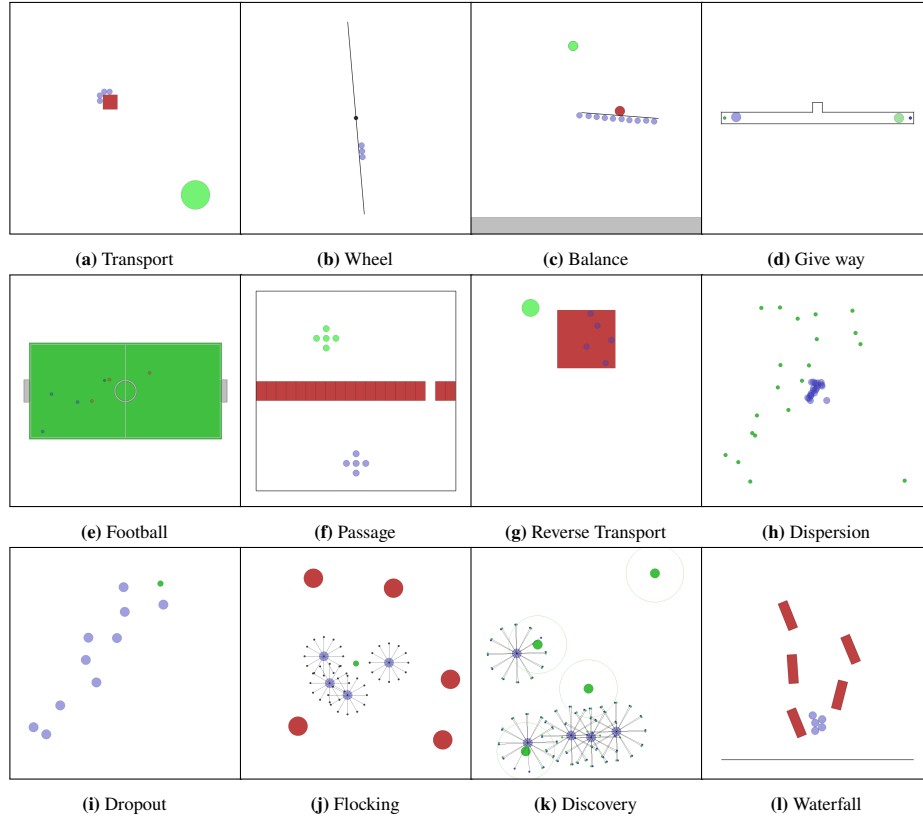 (a) Transport
(b) Wheel
(c) Balance
(d) Give way
(e) Football
(f) Passage
(g) Reverse Transport
(h) Dispersion
(i) Dropout
(j) Flocking
(k) Discovery
(l) Waterfall